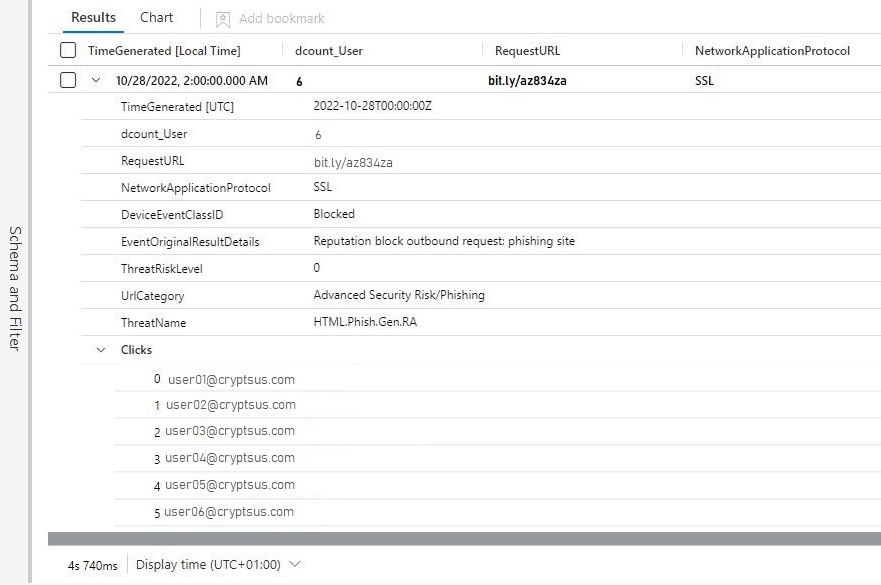 Results Chart Add bookmark
TimeGenerated [Local Time] dcount_User RequestURL NetworkApplicationProtocol
10/28/2022, 2:00:00.000 AM 6 bit.ly/az834za SSL
TimeGenerated [UTC] 2022-10-28T00:00:00Z
dcount_User 6
RequestURL bit.ly/az834za
NetworkApplicationProtocol SSL
DeviceEventClassID Blocked
EventOriginalResultDetails Reputation block outbound request: phishing site
ThreatRiskLevel 0
UrlCategory Advanced Security Risk/Phishing
ThreatName HTML.Phish.Gen.RA
Clicks
0 user01@cryptsus.com
1 user02@cryptsus.com
2 user03@cryptsus.com
3 user04@cryptsus.com
4 user05@cryptsus.com
5 user06@cryptsus.com
Schema and Filter
4s 740ms Display time (UTC+01:00)